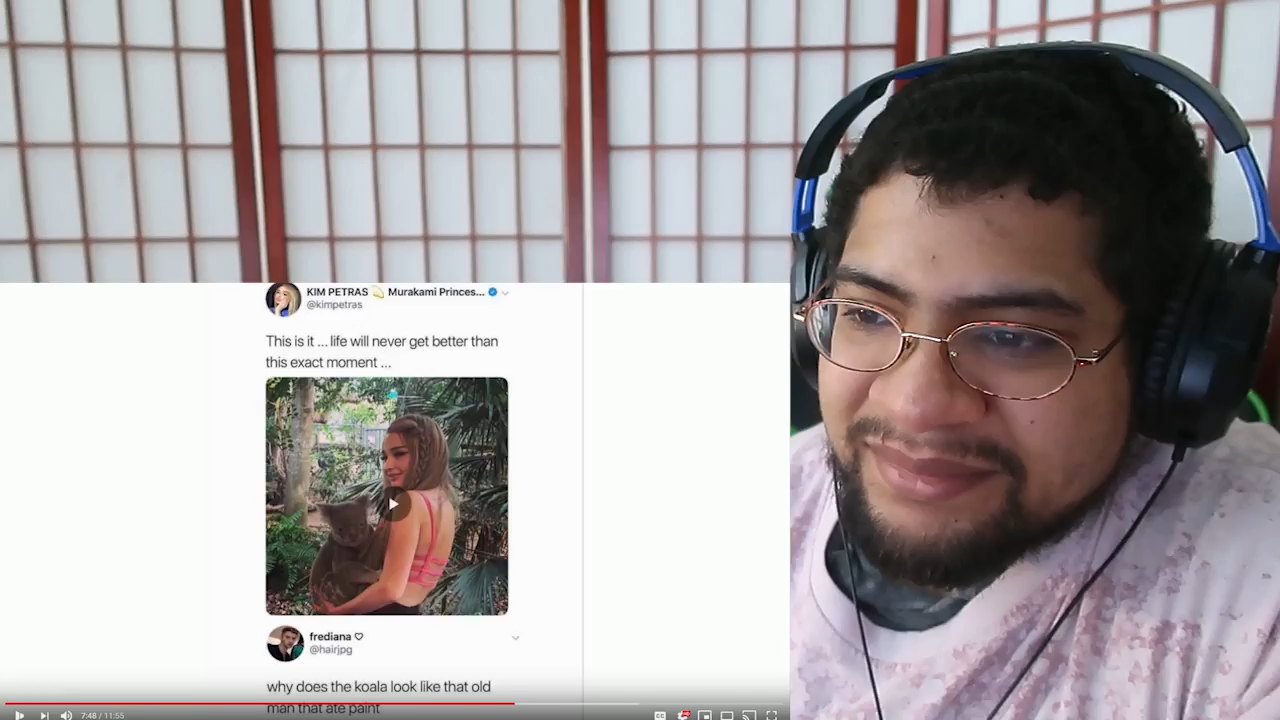 KIM PETRAS 💫 Murakami Princes...
@kimpetras
This is it ... life will never get better than
this exact moment ...
frediana ♡
@hairjpg
why does the koala look like that old
man that ate paint
7:48 / 11:55